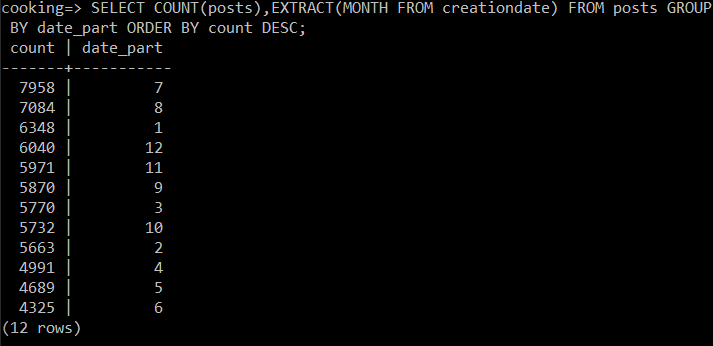 cooking=> SELECT COUNT(posts),EXTRACT(MONTH FROM creationdate) FROM posts GROUP
 BY date_part ORDER BY count DESC;
 count | date_part
-------+-----------
  7958 |         7
  7084 |         8
  6348 |         1
  6040 |        12
  5971 |        11
  5870 |         9
  5770 |         3
  5732 |        10
  5663 |         2
  4991 |         4
  4689 |         5
  4325 |         6
(12 rows)